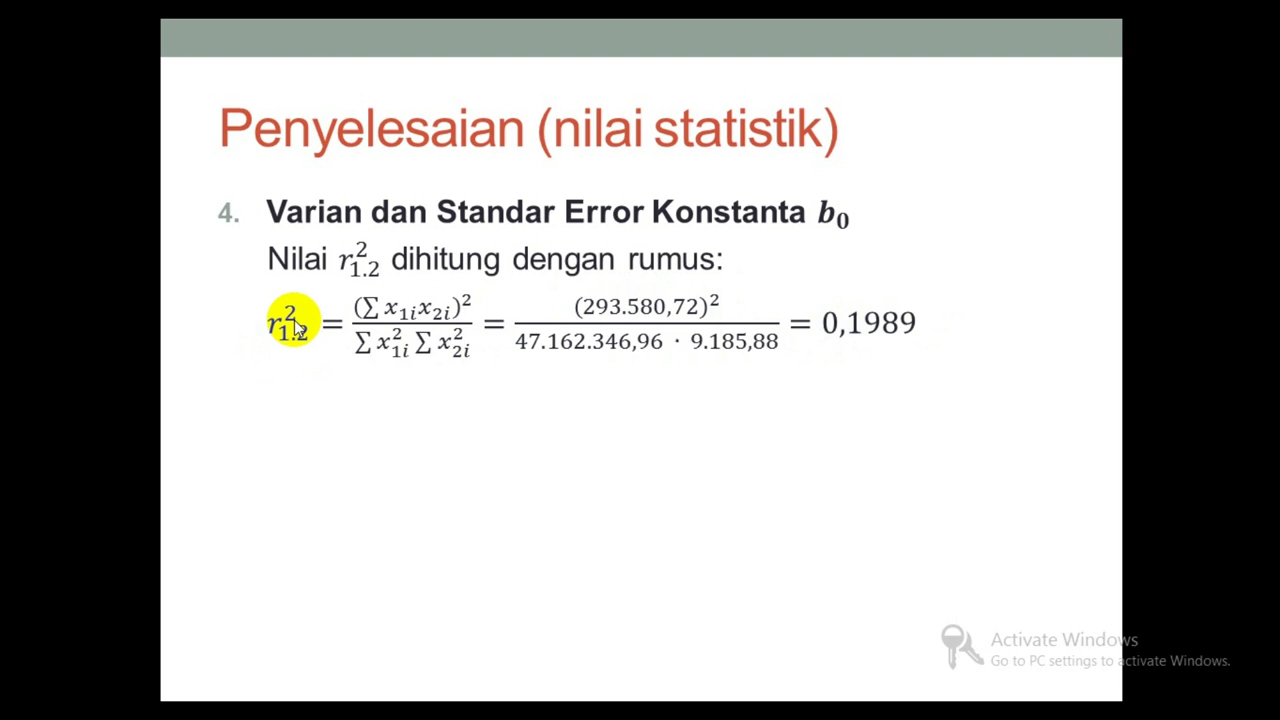 Penyelesaian (nilai statistik)
4. Varian dan Standar Error Konstanta b₀
Nilai r²₁.₂ dihitung dengan rumus:
r²₁.₂ = (∑ x₁ᵢx₂ᵢ)² / ∑ x²₁ᵢ ∑ x²₂ᵢ = (293.580,72)² / 47.162.346,96 · 9.185,88 = 0,1989
Activate Windows
Go to PC settings to activate Windows.